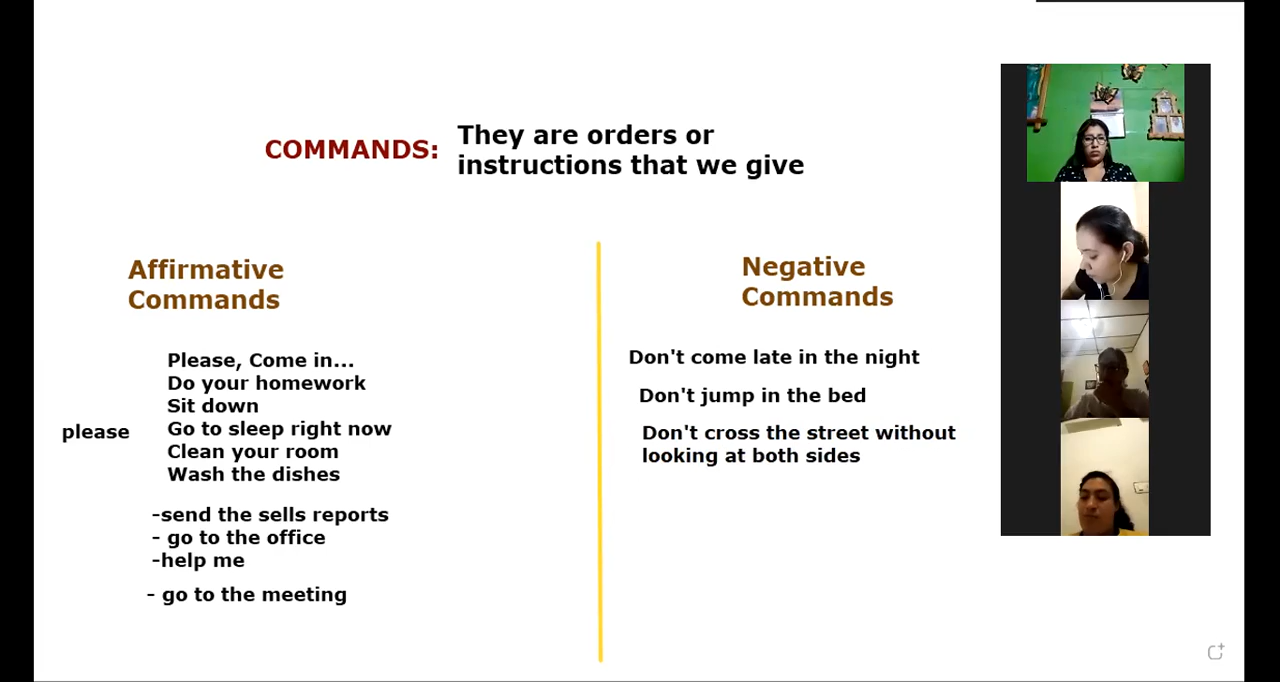 COMMANDS:
They are orders or
instructions that we give
Affirmative
Commands
Please, Come in...
Do your homework
Sit down
please
Go to sleep right now
Clean your room
Wash the dishes
-send the sells reports
- go to the office
-help me
- go to the meeting
Negative
Commands
Don't come late in the night
Don't jump in the bed
Don't cross the street without
looking at both sides